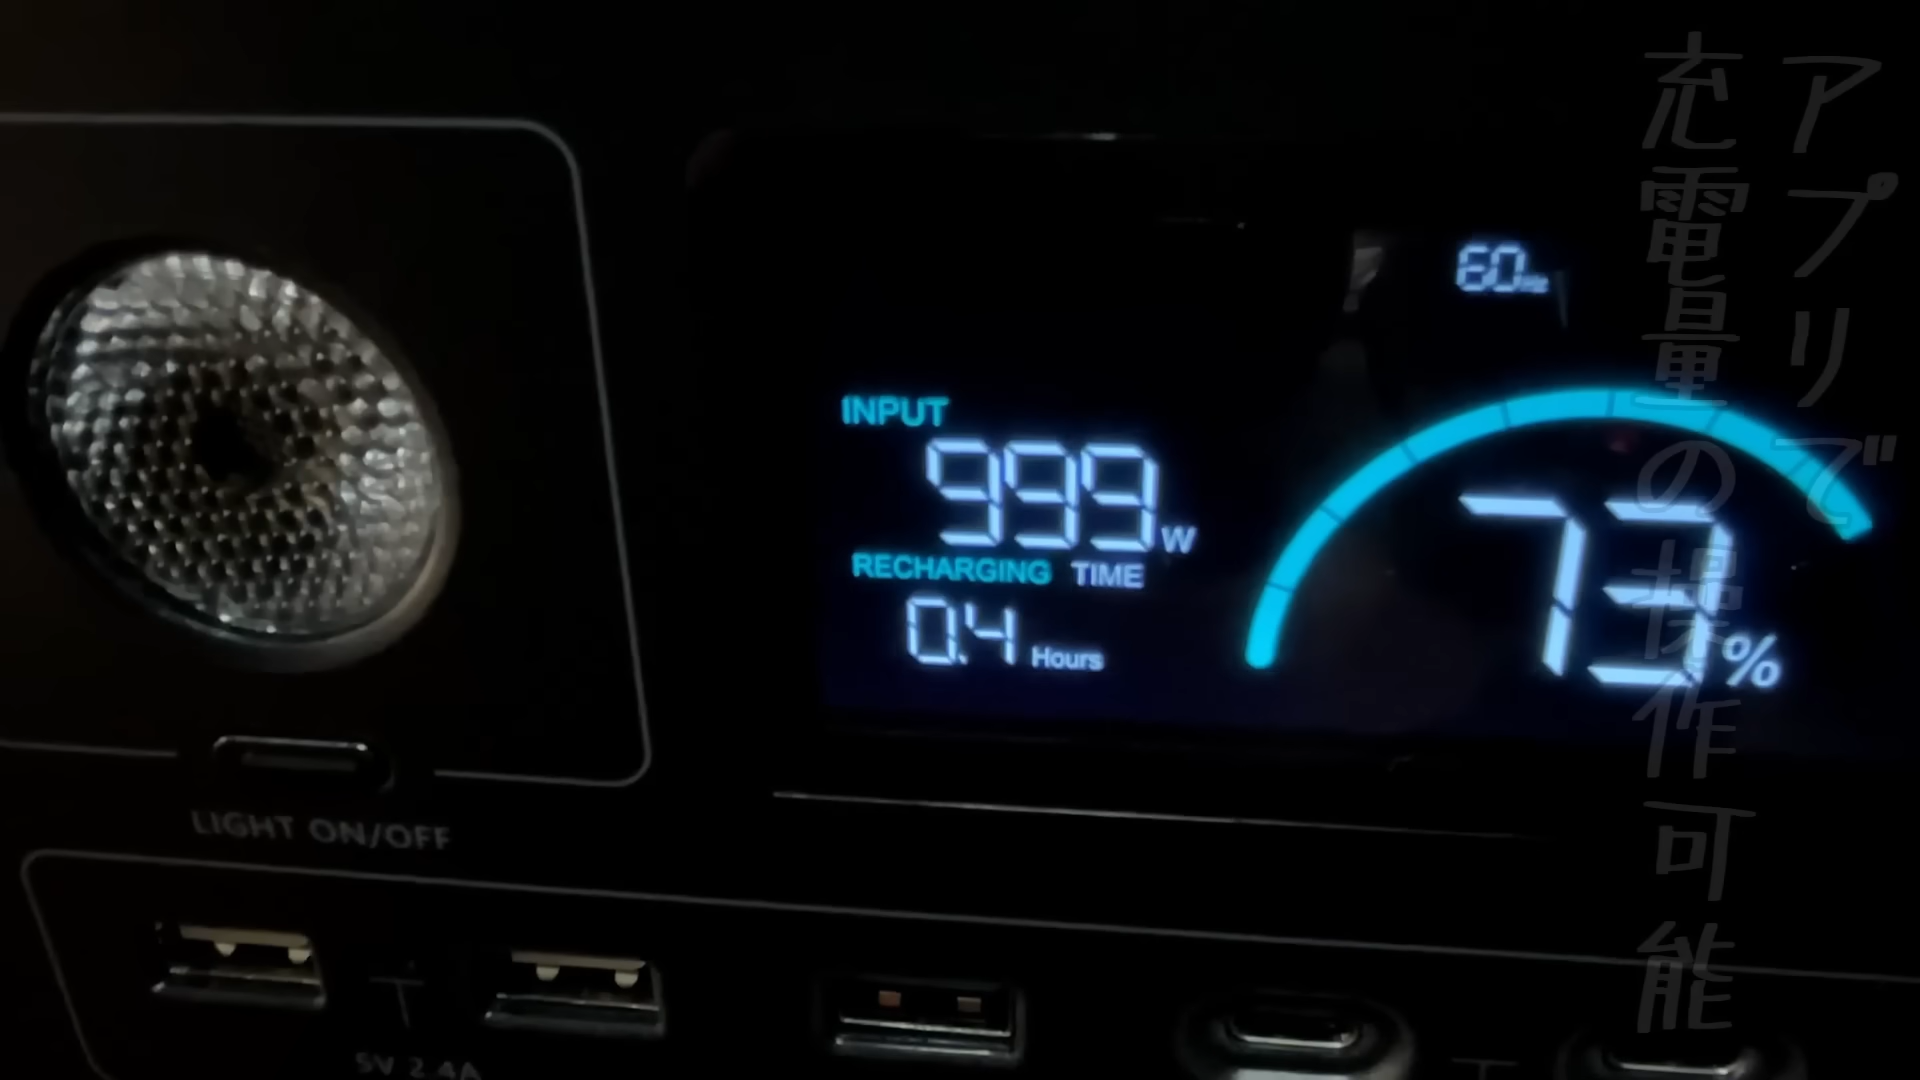 アプリで
充電量の操作可能
60Hz
INPUT
999W
RECHARGING TIME
0.4 Hours
73%
LIGHT ON/OFF
5V 2.4A